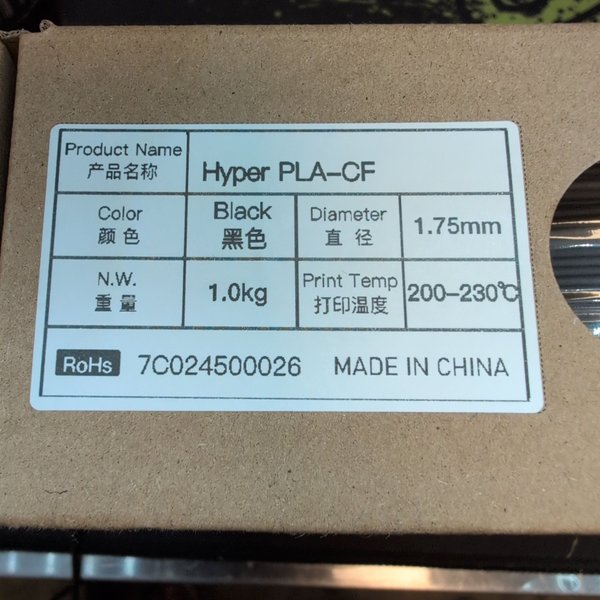 Product Name
产品名称
Hyper PLA-CF
Color
颜色
Black
黑色
Diameter
直径
1.75mm
N.W.
重量
1.0kg
Print Temp
打印温度
200-230℃
RoHs 7C024500026 MADE IN CHINA